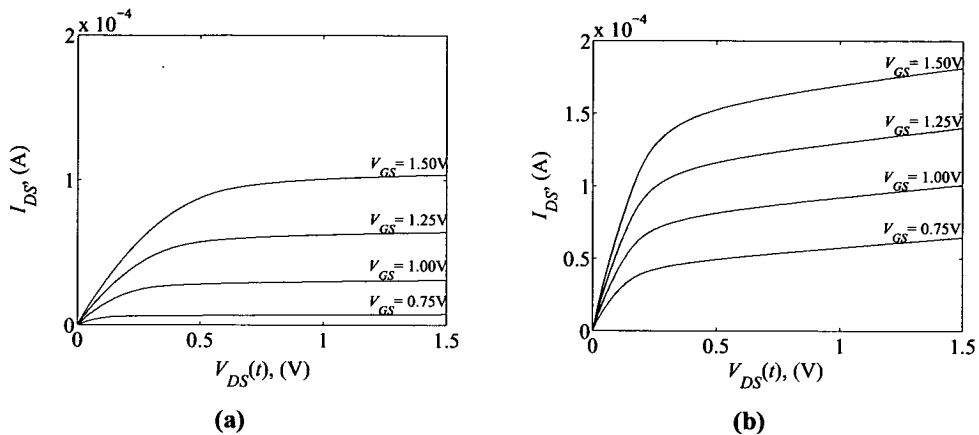 2 x 10⁻⁴
1
0
I_DS, (A)
V_GS= 1.50V
V_GS= 1.25V
V_GS= 1.00V
V_GS= 0.75V
0 0.5 1 1.5
V_DS(t), (V)
(a)
2 x 10⁻⁴
1.5
1
0.5
0
I_DS, (A)
V_GS= 1.50V
V_GS= 1.25V
V_GS= 1.00V
V_GS= 0.75V
0 0.5 1 1.5
V_DS(t), (V)
(b)